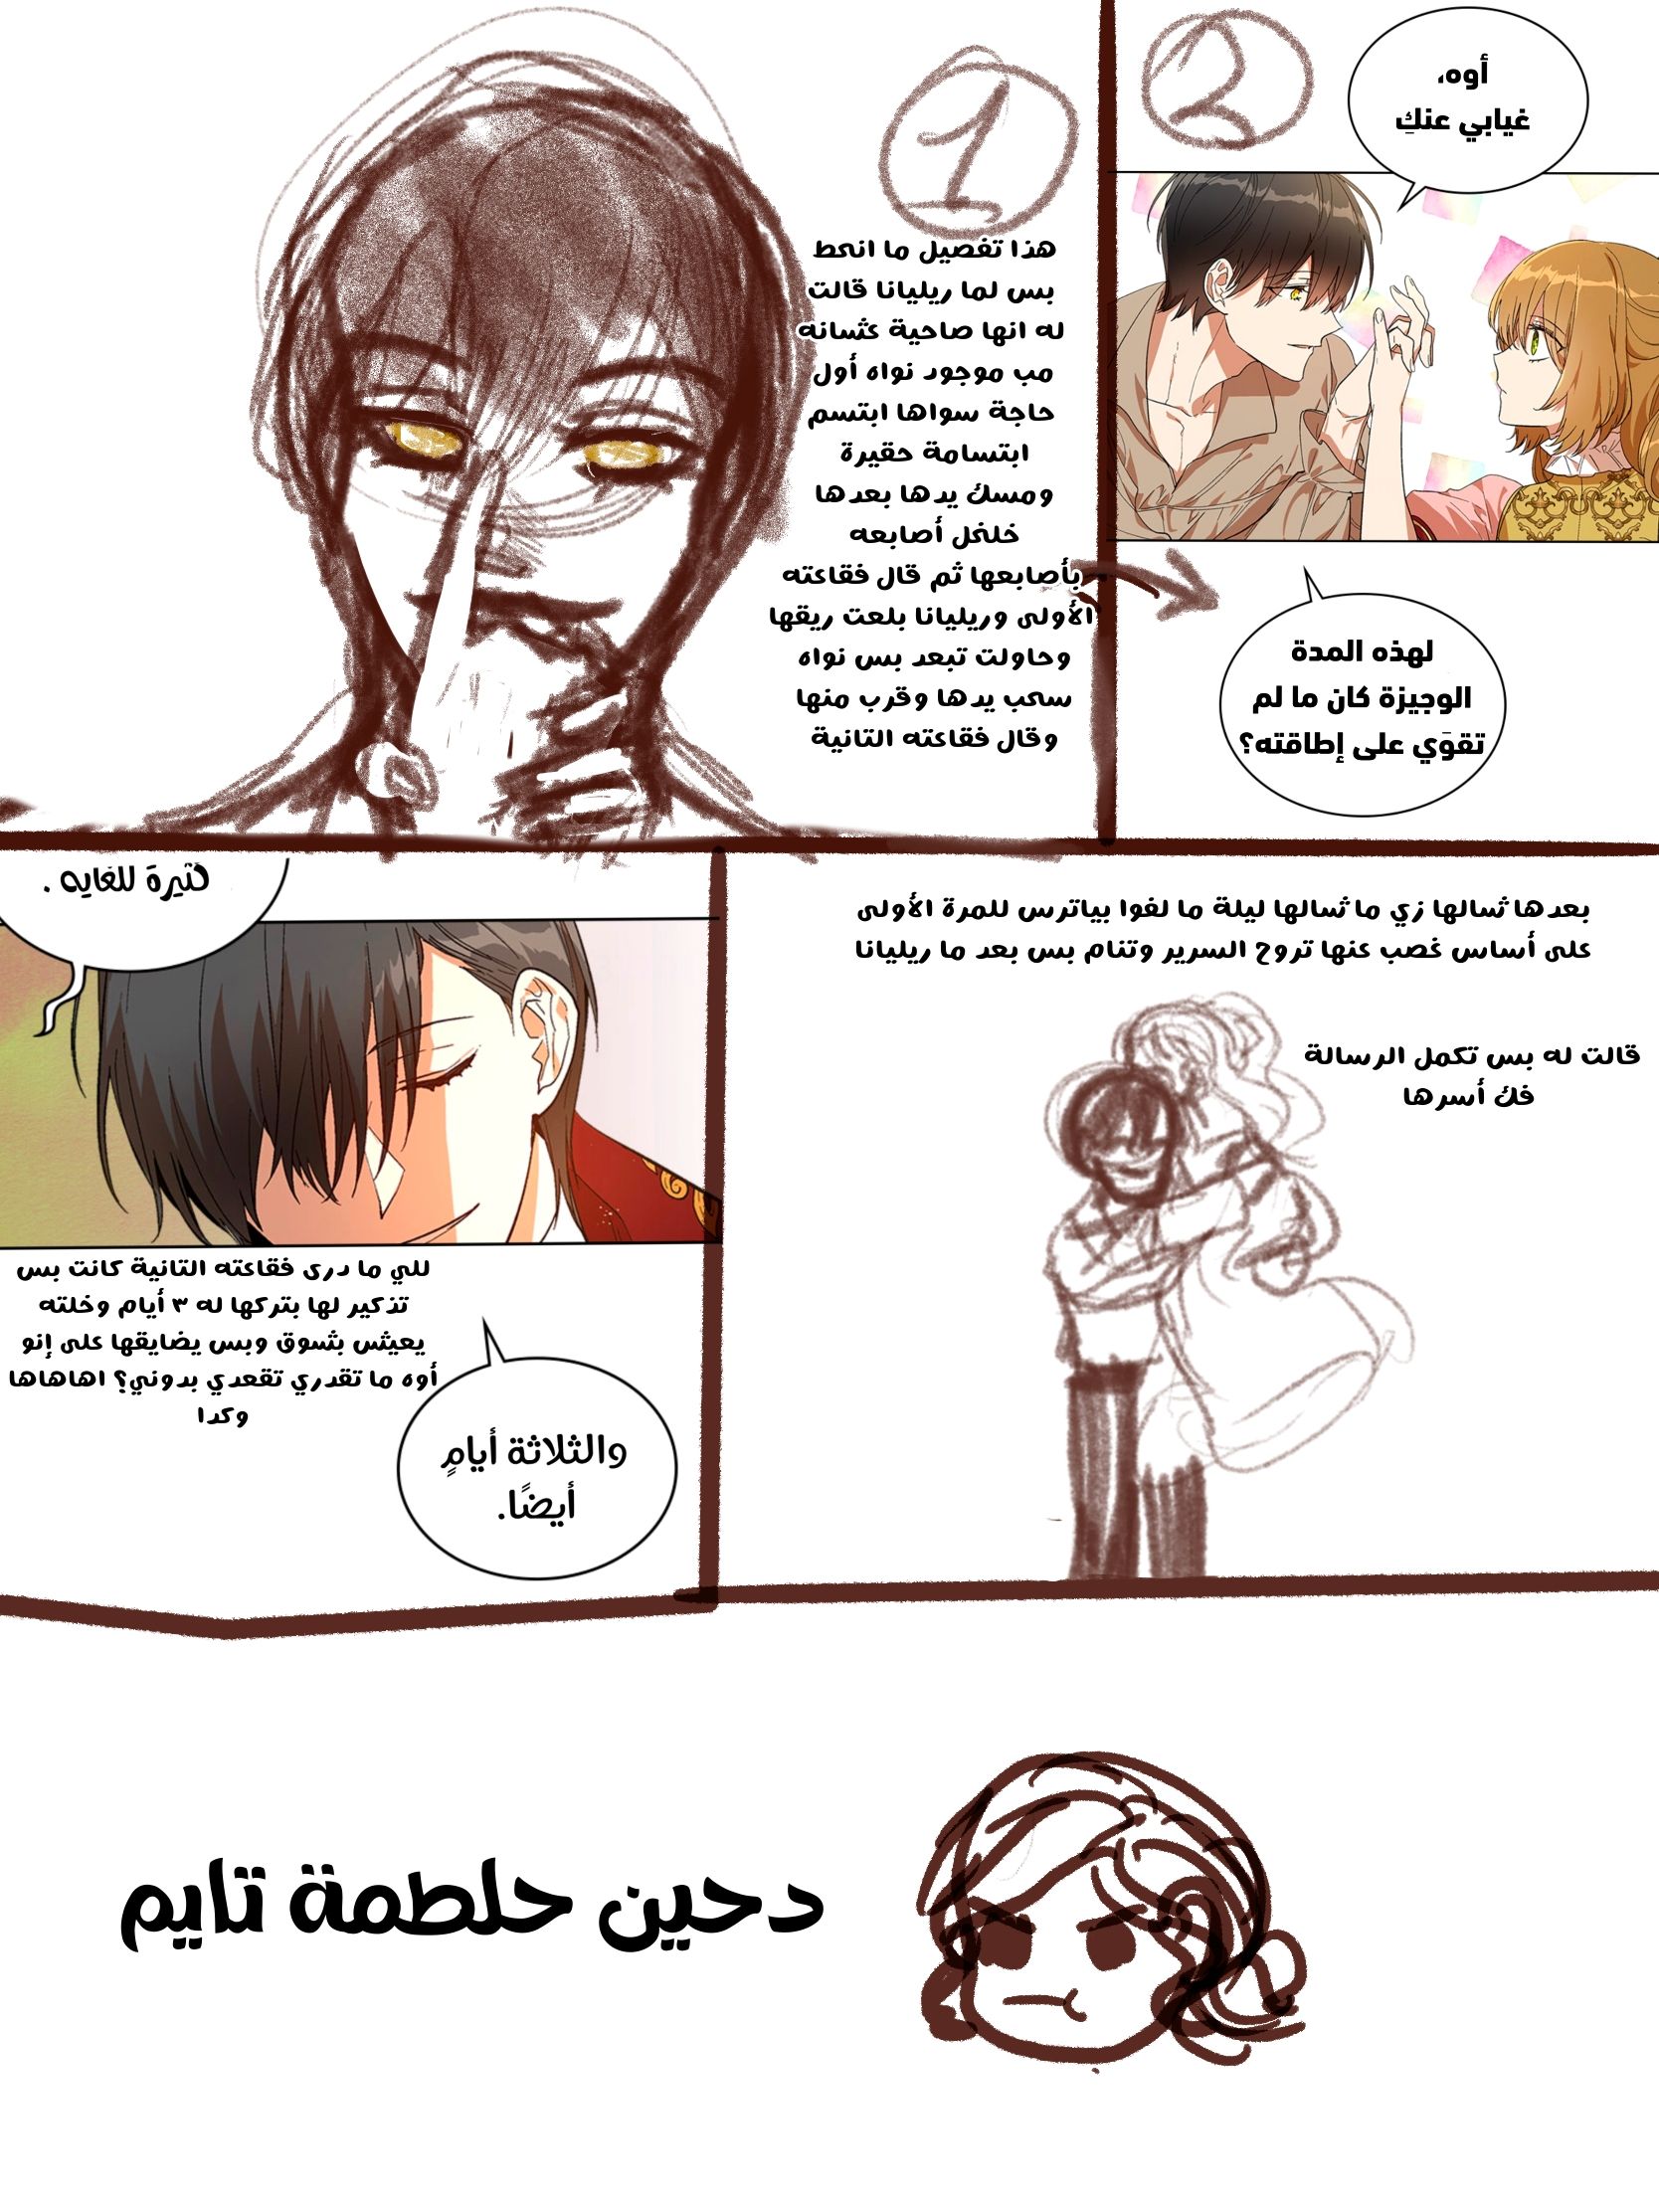 1
هذا تفصيل ما انحط
بس لما ريليانا قالت
له انها صاحية عشانه
مب موجود نواه أول
حاجة سواها ابتسم
ابتسامة حقيرة
ومسك يدها بعدها
خلخل أصابعه
بأصابعها ثم قال فقاعته
الأولى وريليانا بلعت ريقها
وحاولت تبعد بس نواه
سحب يدها وقرب منها
وقال فقاعته التانية
2
أوه،
غيابي عنكِ
لهذه المدة
الوجيزة كان ما لم
تقوَي على إطاقته؟
بعدها شالها زي ما شالها ليلة ما لفوا بياترس للمرة الأولى
على أساس غصب عنها تروح السرير وتنام بس بعد ما ريليانا
قالت له بس تكمل الرسالة
فك أسرها
كثيرة للغايه .
للي ما درى فقاعته التانية كانت بس
تذكير لها بتركها له ٣ أيام وخلته
يعيش بشوق وبس يضايقها على إنو
أوه ما تقدري تقعدي بدوني؟ اهاهاها
وكدا
والثلاثة أيامٍ
أيضًا.
دحين حلطمة تايم